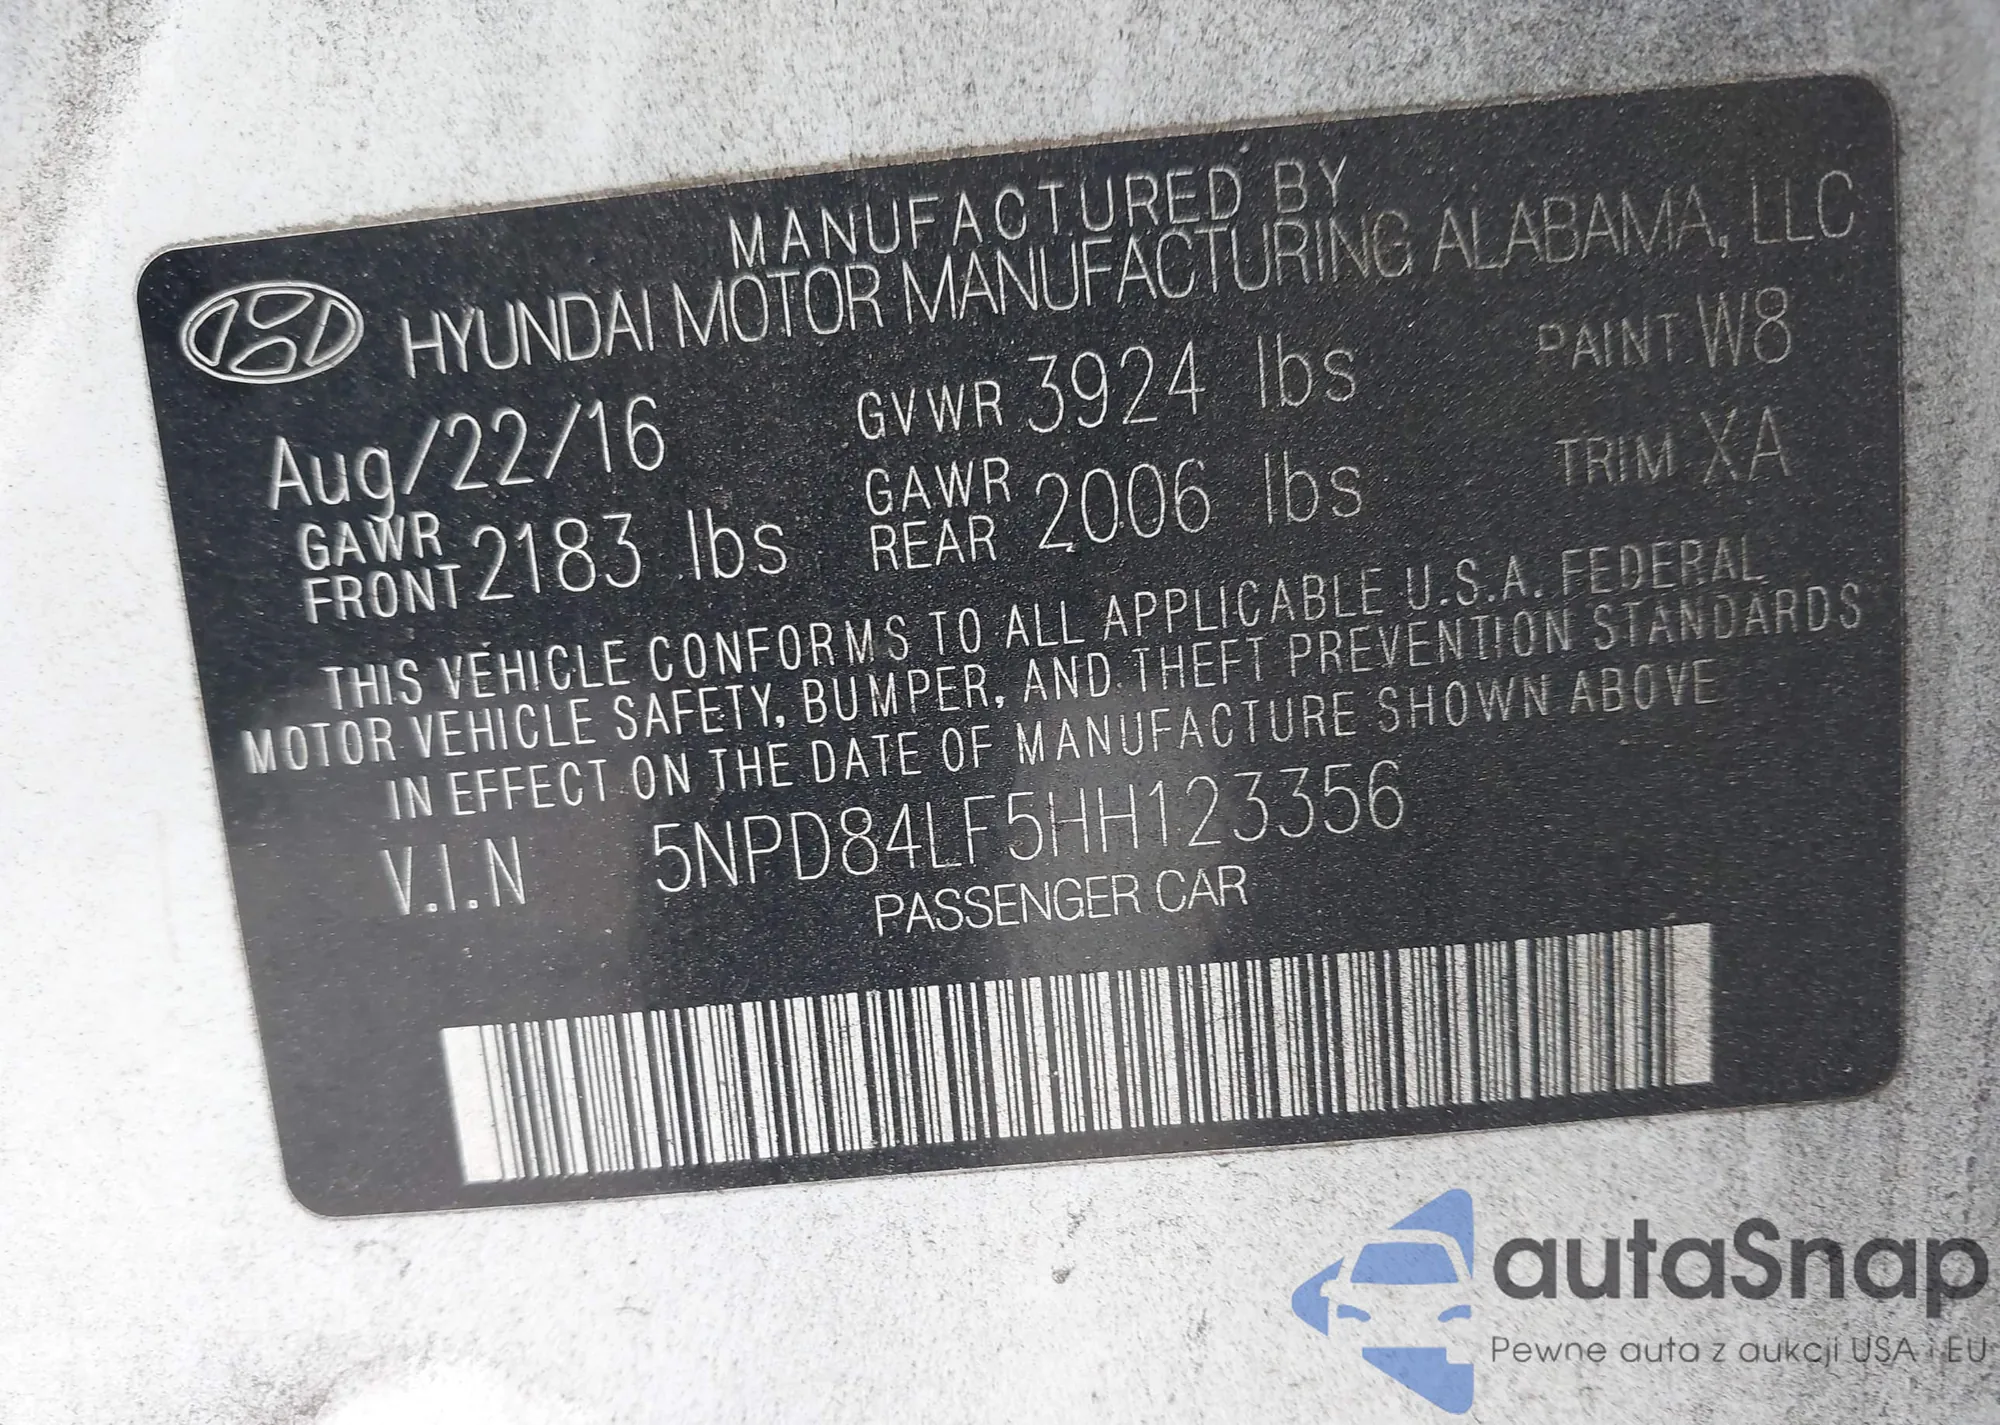 MANUFACTURED BY
HYUNDAI MOTOR MANUFACTURING ALABAMA, LLC
Aug/22/16 GVWR 3924 lbs PAINT W8
GAWR FRONT 2183 lbs GAWR REAR 2006 lbs TRIM XA
THIS VEHICLE CONFORMS TO ALL APPLICABLE U.S.A. FEDERAL
MOTOR VEHICLE SAFETY, BUMPER, AND THEFT PREVENTION STANDARDS
IN EFFECT ON THE DATE OF MANUFACTURE SHOWN ABOVE
V.I.N 5NPD84LF5HH123356
PASSENGER CAR
autaSnap
Pewne auta z aukcji USA i EU